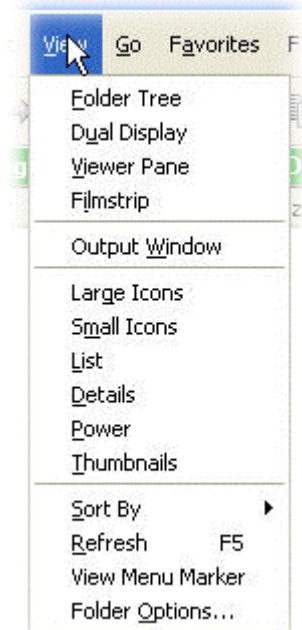 View Go Favorites F
Folder Tree
Dual Display
Viewer Pane
Filmstrip
Output Window
Large Icons
Small Icons
List
Details
Power
Thumbnails
Sort By
Refresh F5
View Menu Marker
Folder Options...